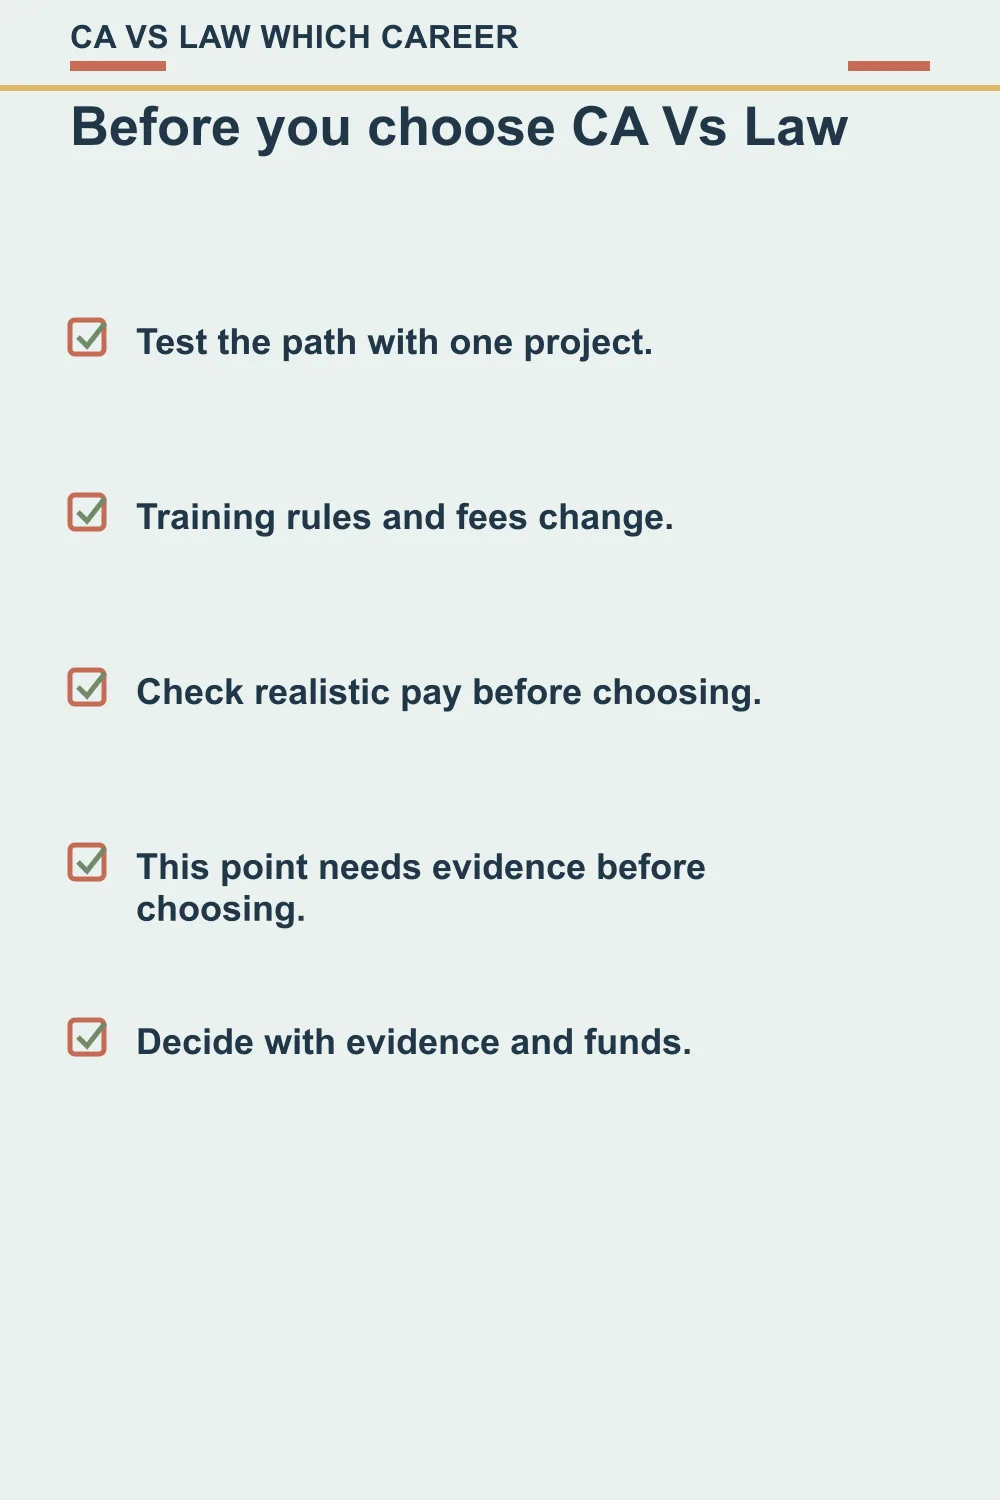 CA VS LAW WHICH CAREER
Before you choose CA Vs Law
Test the path with one project.
Training rules and fees change.
Check realistic pay before choosing.
This point needs evidence before
choosing.
Decide with evidence and funds.